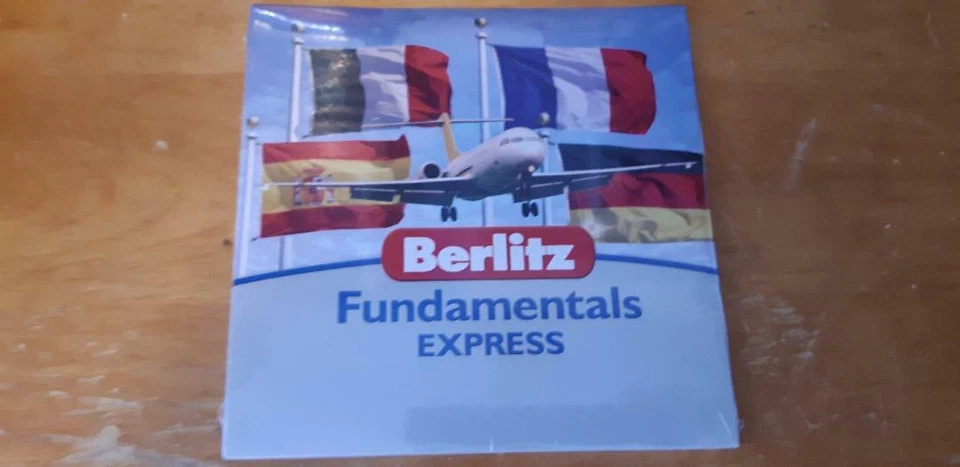 Berlitz
Fundamentals
EXPRESS